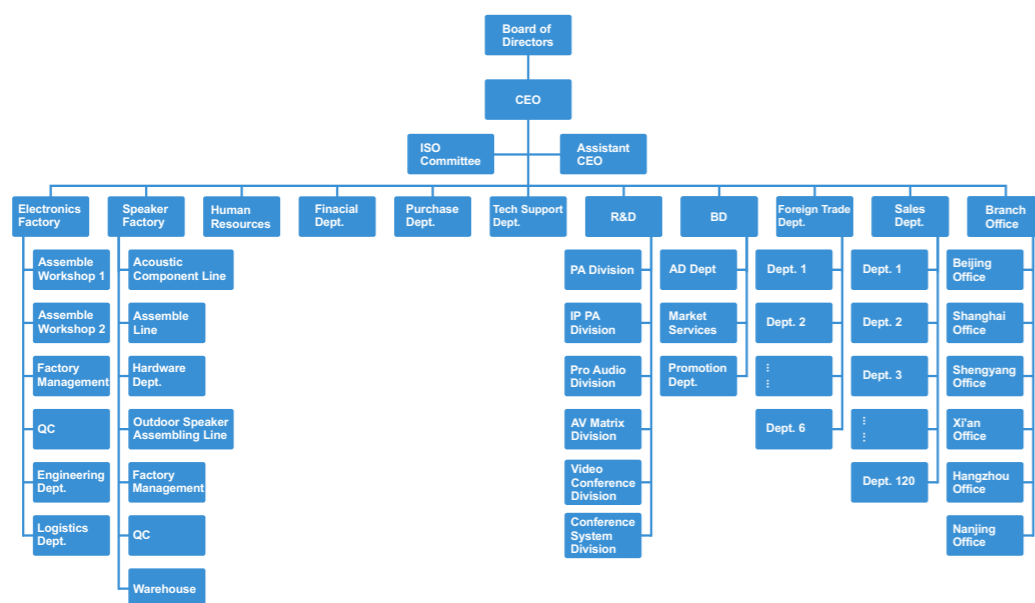 Board of
Directors
CEO
ISO
Committee
Assistant
CEO
Electronics
Factory
Speaker
Factory
Human
Resources
Finacial
Dept.
Purchase
Dept.
Tech Support
Dept.
R&D
BD
Foreign Trade
Dept.
Sales
Dept.
Branch
Office
Assemble
Workshop 1
Assemble
Workshop 2
Factory
Management
QC
Engineering
Dept.
Logistics
Dept.
Acoustic
Component Line
Assemble
Line
Hardware
Dept.
Outdoor Speaker
Assembling Line
Factory
Management
QC
Warehouse
PA Division
IP PA
Division
Pro Audio
Division
AV Matrix
Division
Video
Conference
Division
Conference
System
Division
AD Dept
Market
Services
Promotion
Dept.
Dept. 1
Dept. 2
⋮
⋮
Dept. 6
Dept. 1
Dept. 2
Dept. 3
⋮
⋮
Dept. 120
Beijing
Office
Shanghai
Office
Shengyang
Office
Xi'an
Office
Hangzhou
Office
Nanjing
Office